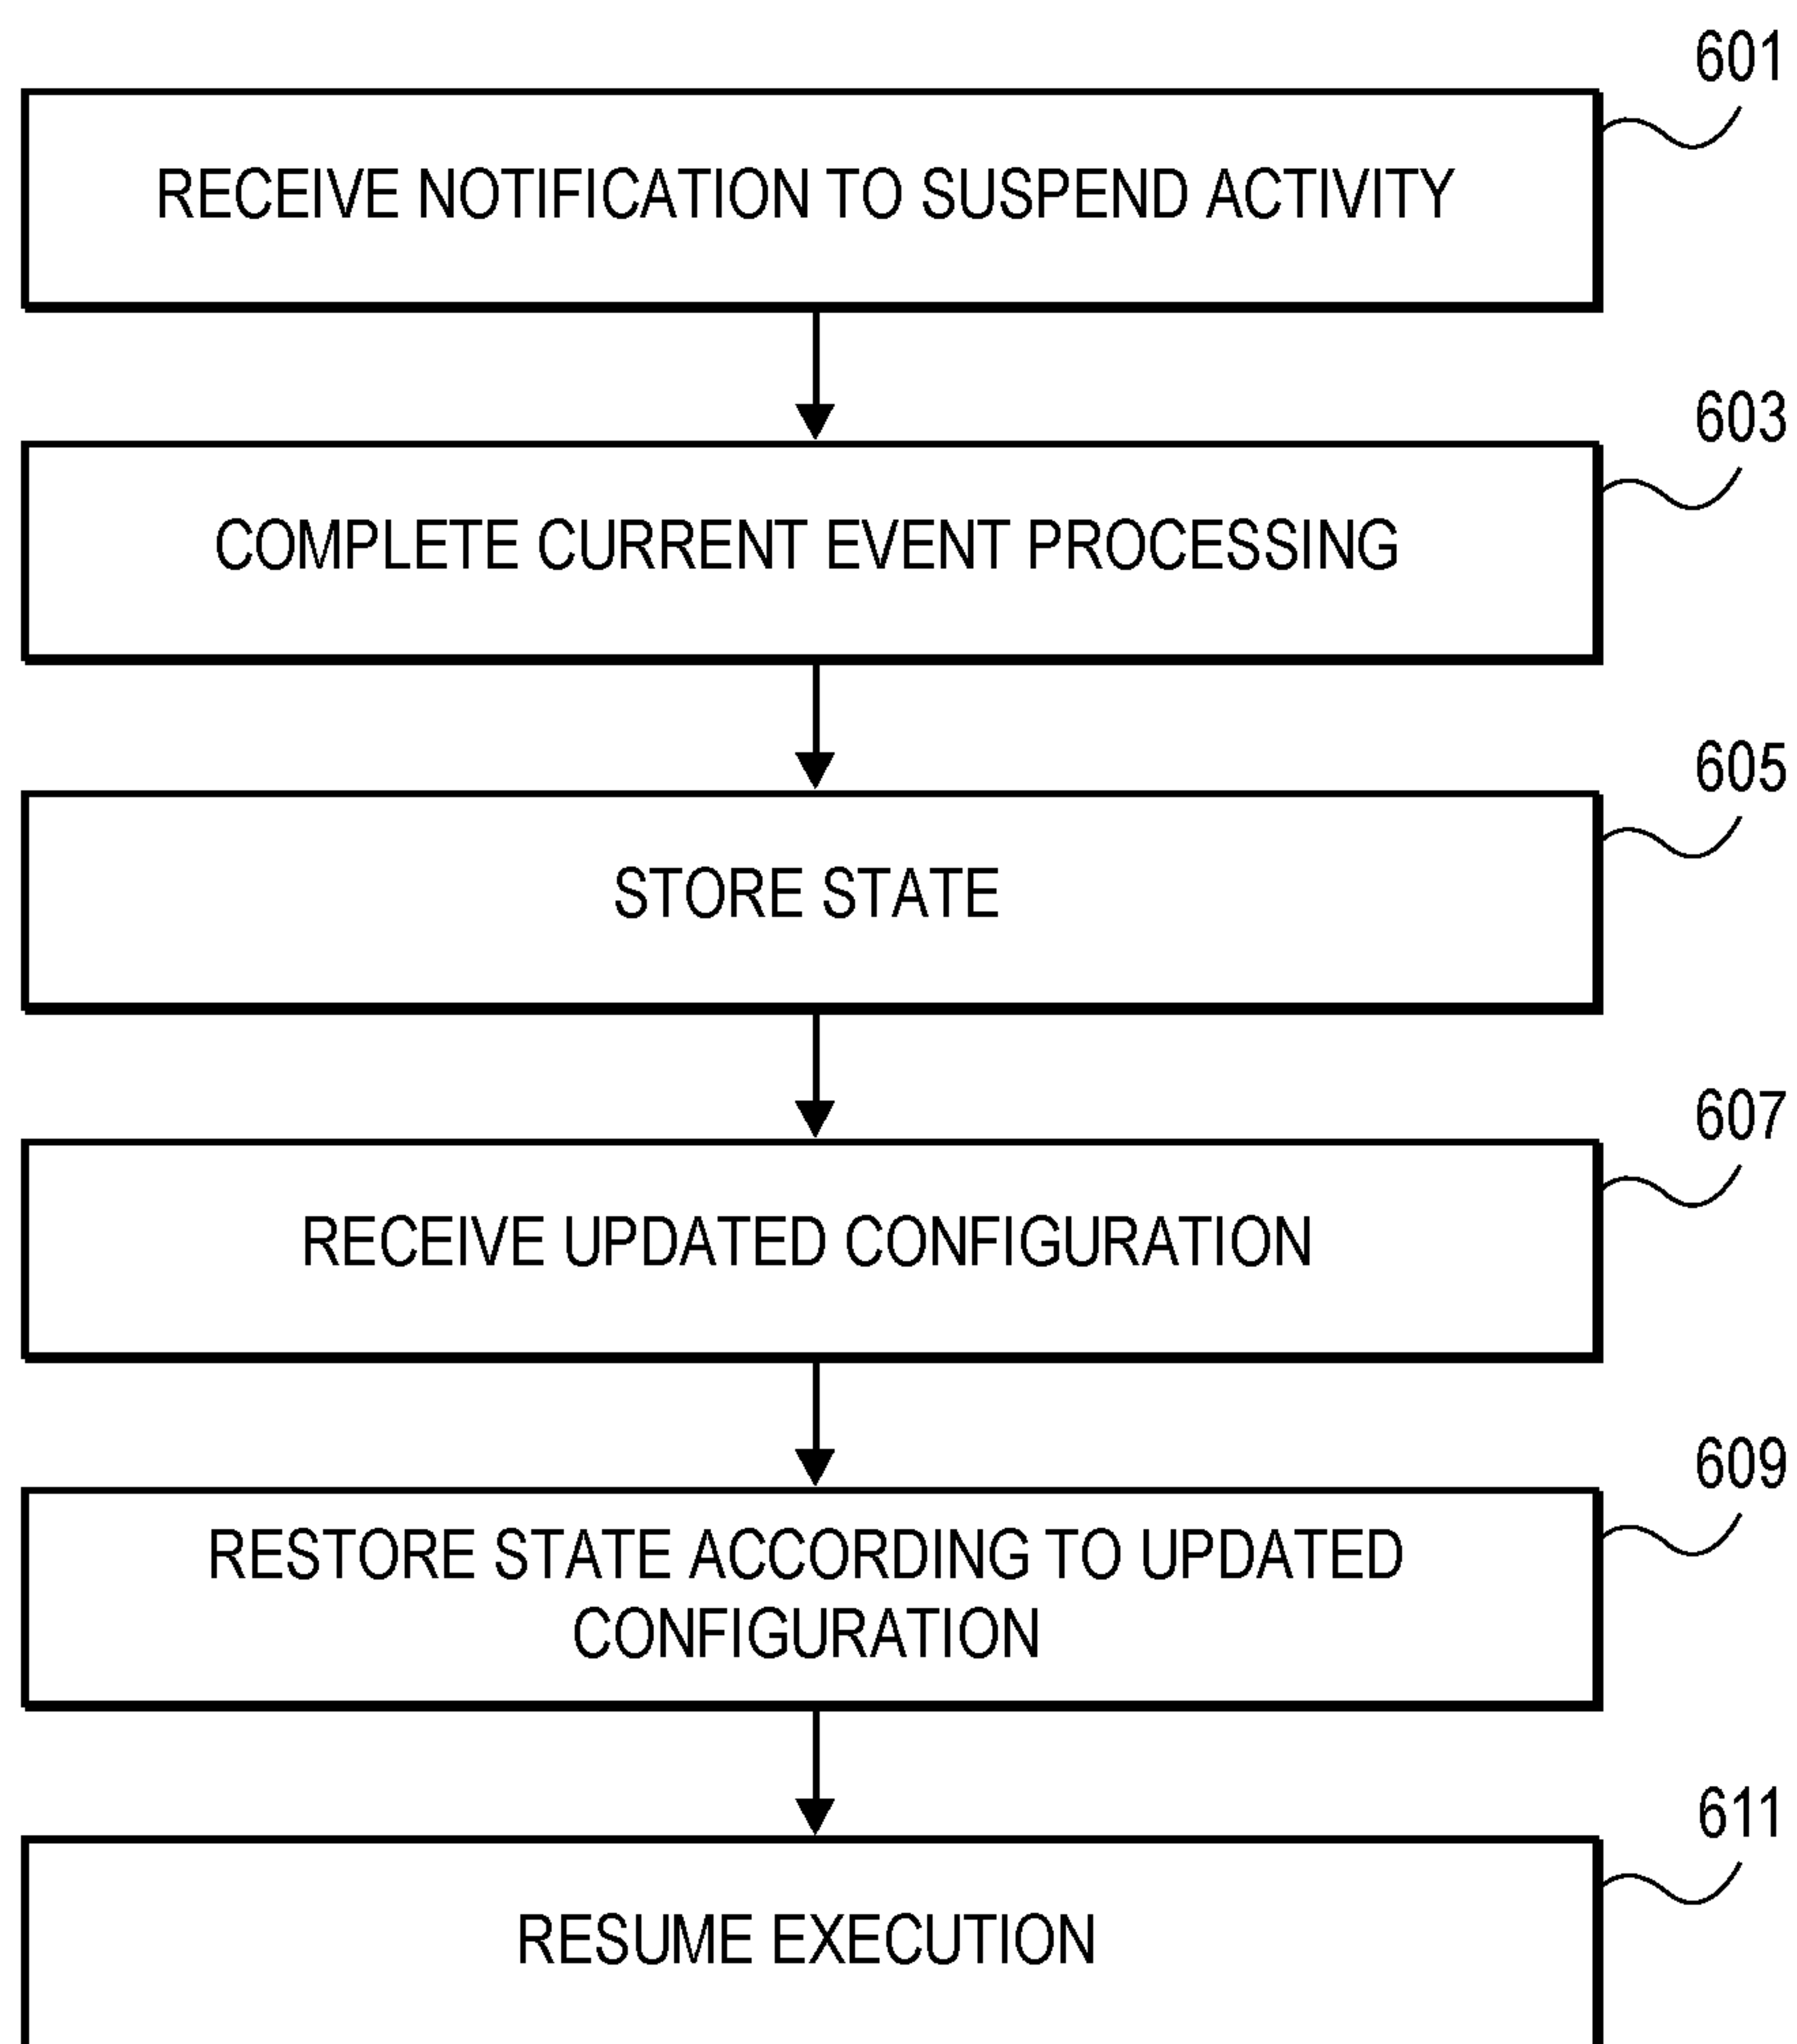 601
RECEIVE NOTIFICATION TO SUSPEND ACTIVITY
603
COMPLETE CURRENT EVENT PROCESSING
605
STORE STATE
607
RECEIVE UPDATED CONFIGURATION
609
RESTORE STATE ACCORDING TO UPDATED
CONFIGURATION
611
RESUME EXECUTION